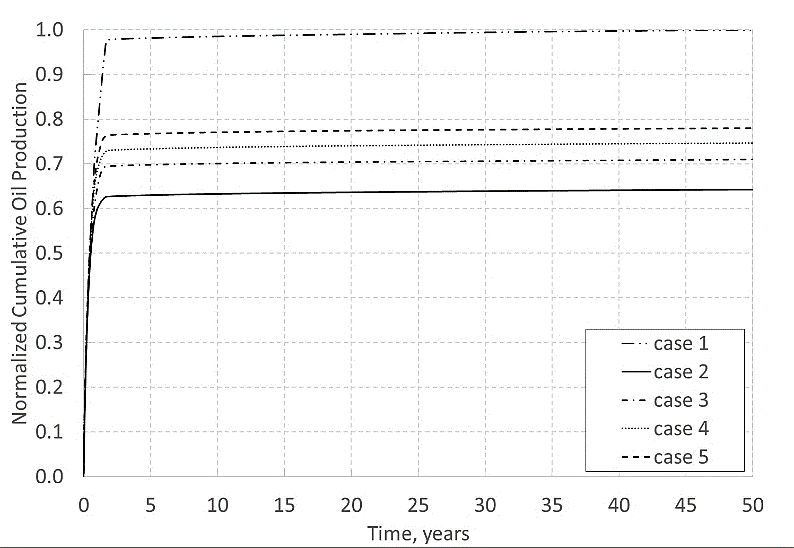 Normalized Cumulative Oil Production
1.0
0.9
0.8
0.7
0.6
0.5
0.4
0.3
0.2
0.1
0.0
case 1
case 2
case 3
case 4
case 5
0 5 10 15 20 25 30 35 40 45 50
Time, years